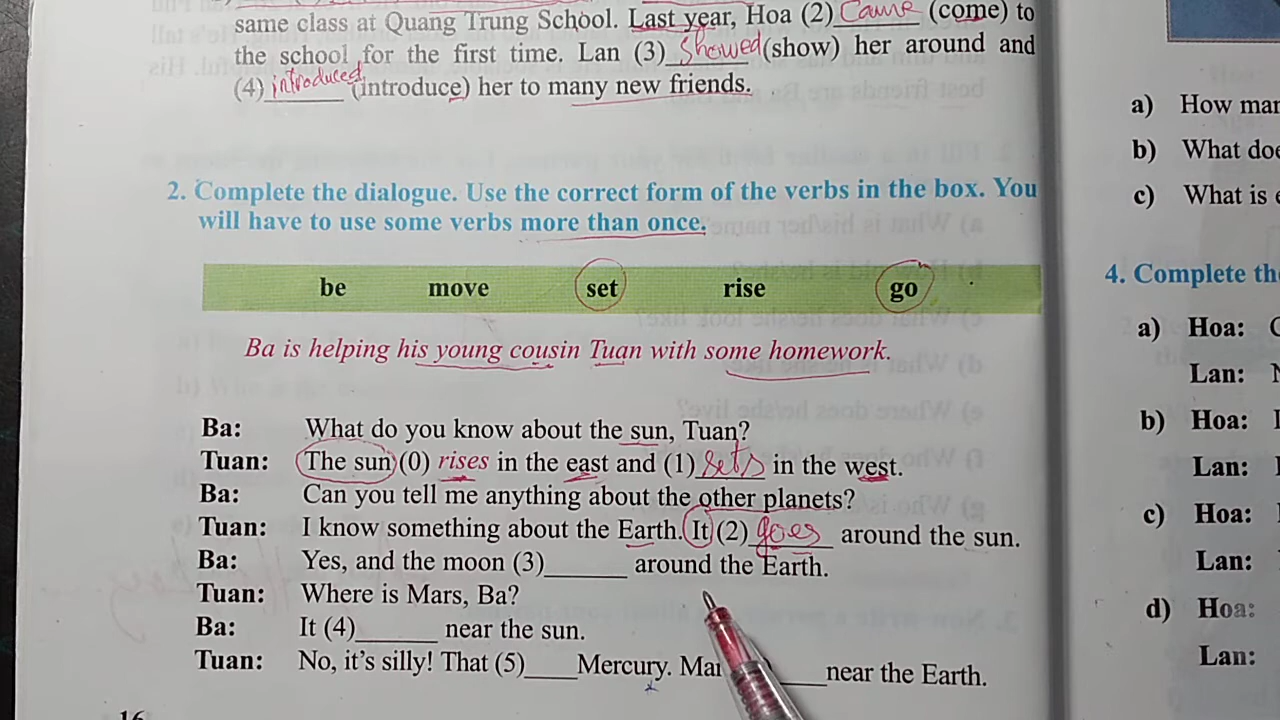 same class at Quang Trung School. Last year, Hoa (2) Came (come) to
the school for the first time. Lan (3) showed (show) her around and
(4) introduced (introduce) her to many new friends.
2. Complete the dialogue. Use the correct form of the verbs in the box. You
will have to use some verbs more than once.
be move set rise go
Ba is helping his young cousin Tuan with some homework.
Ba: What do you know about the sun, Tuan?
Tuan: The sun (0) rises in the east and (1) sets in the west.
Ba: Can you tell me anything about the other planets?
Tuan: I know something about the Earth. It (2) goes around the sun.
Ba: Yes, and the moon (3)______ around the Earth.
Tuan: Where is Mars, Ba?
Ba: It (4)______ near the sun.
Tuan: No, it's silly! That (5)____ Mercury. Mar ____ near the Earth.
16
a) How mar
b) What doe
c) What is
4. Complete th
a) Hoa:
Lan:
b) Hoa:
Lan:
c) Hoa:
Lan:
d) Hoa:
Lan: